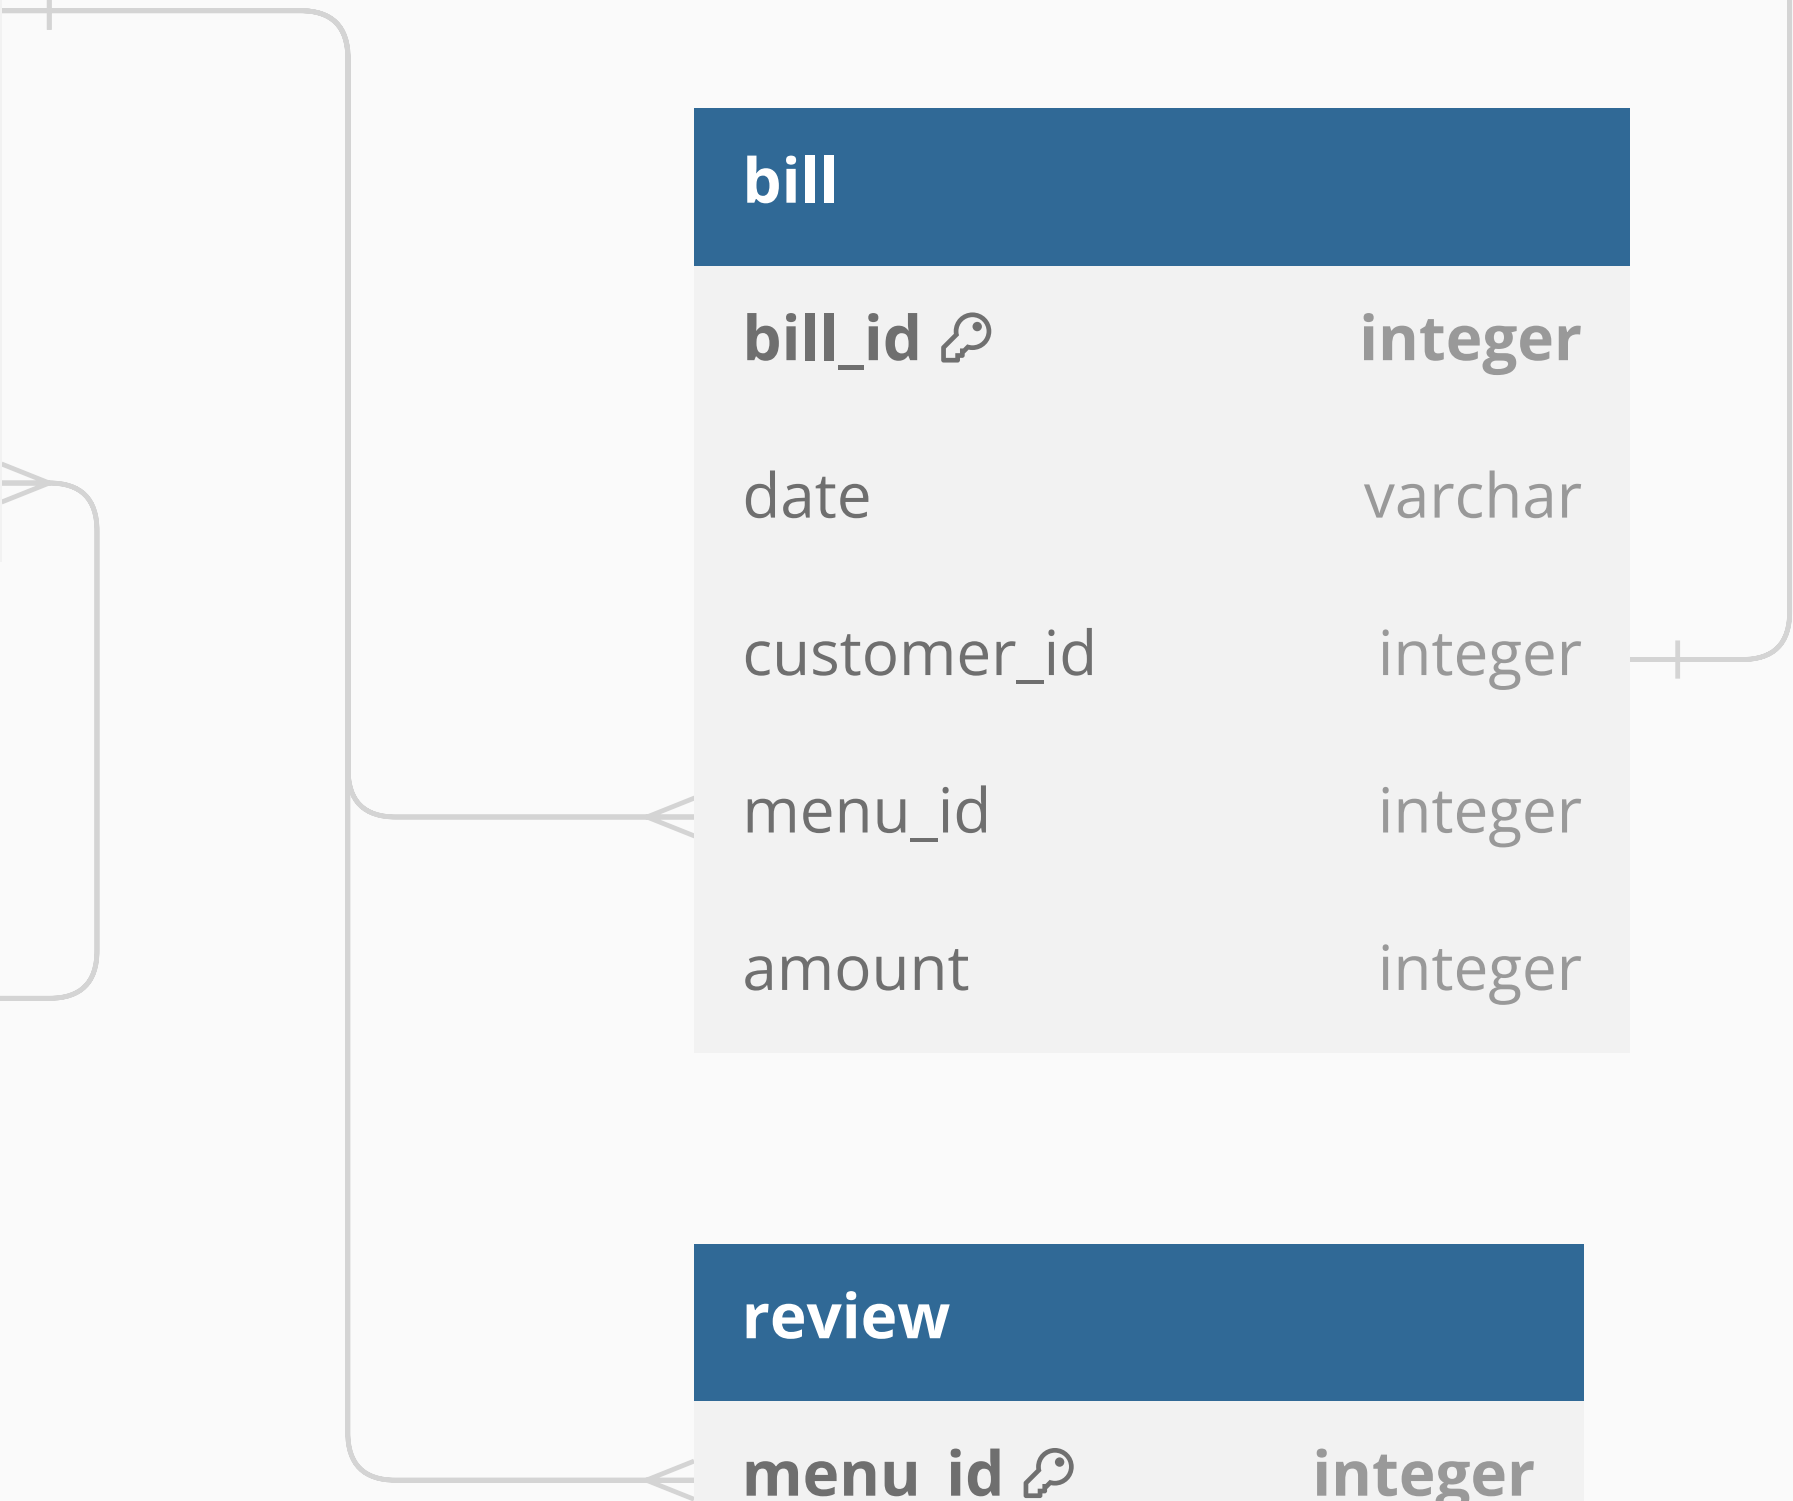 bill
bill_id integer
date varchar
customer_id integer
menu_id integer
amount integer
review
menu_id integer